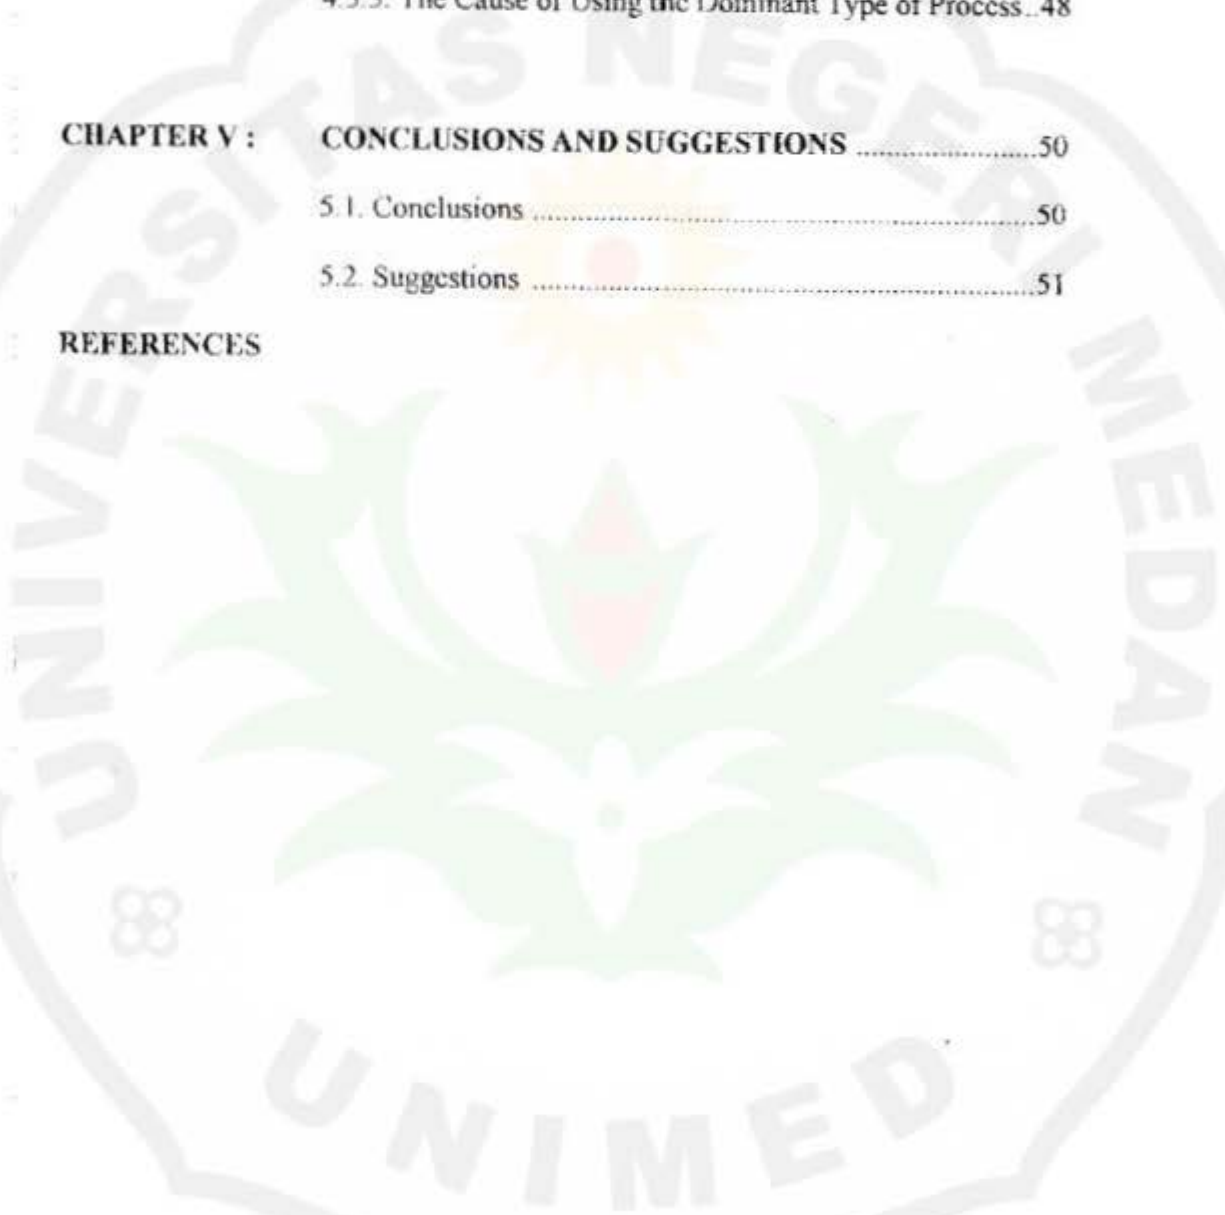 4.3.3. The Cause of Using the Dominant Type of Process..48
CHAPTER V : CONCLUSIONS AND SUGGESTIONS ......................50
5.1. Conclusions ..............................................................50
5.2. Suggestions ..............................................................51
REFERENCES
UNIVERSITAS NEGERI MEDAN
UNIMED